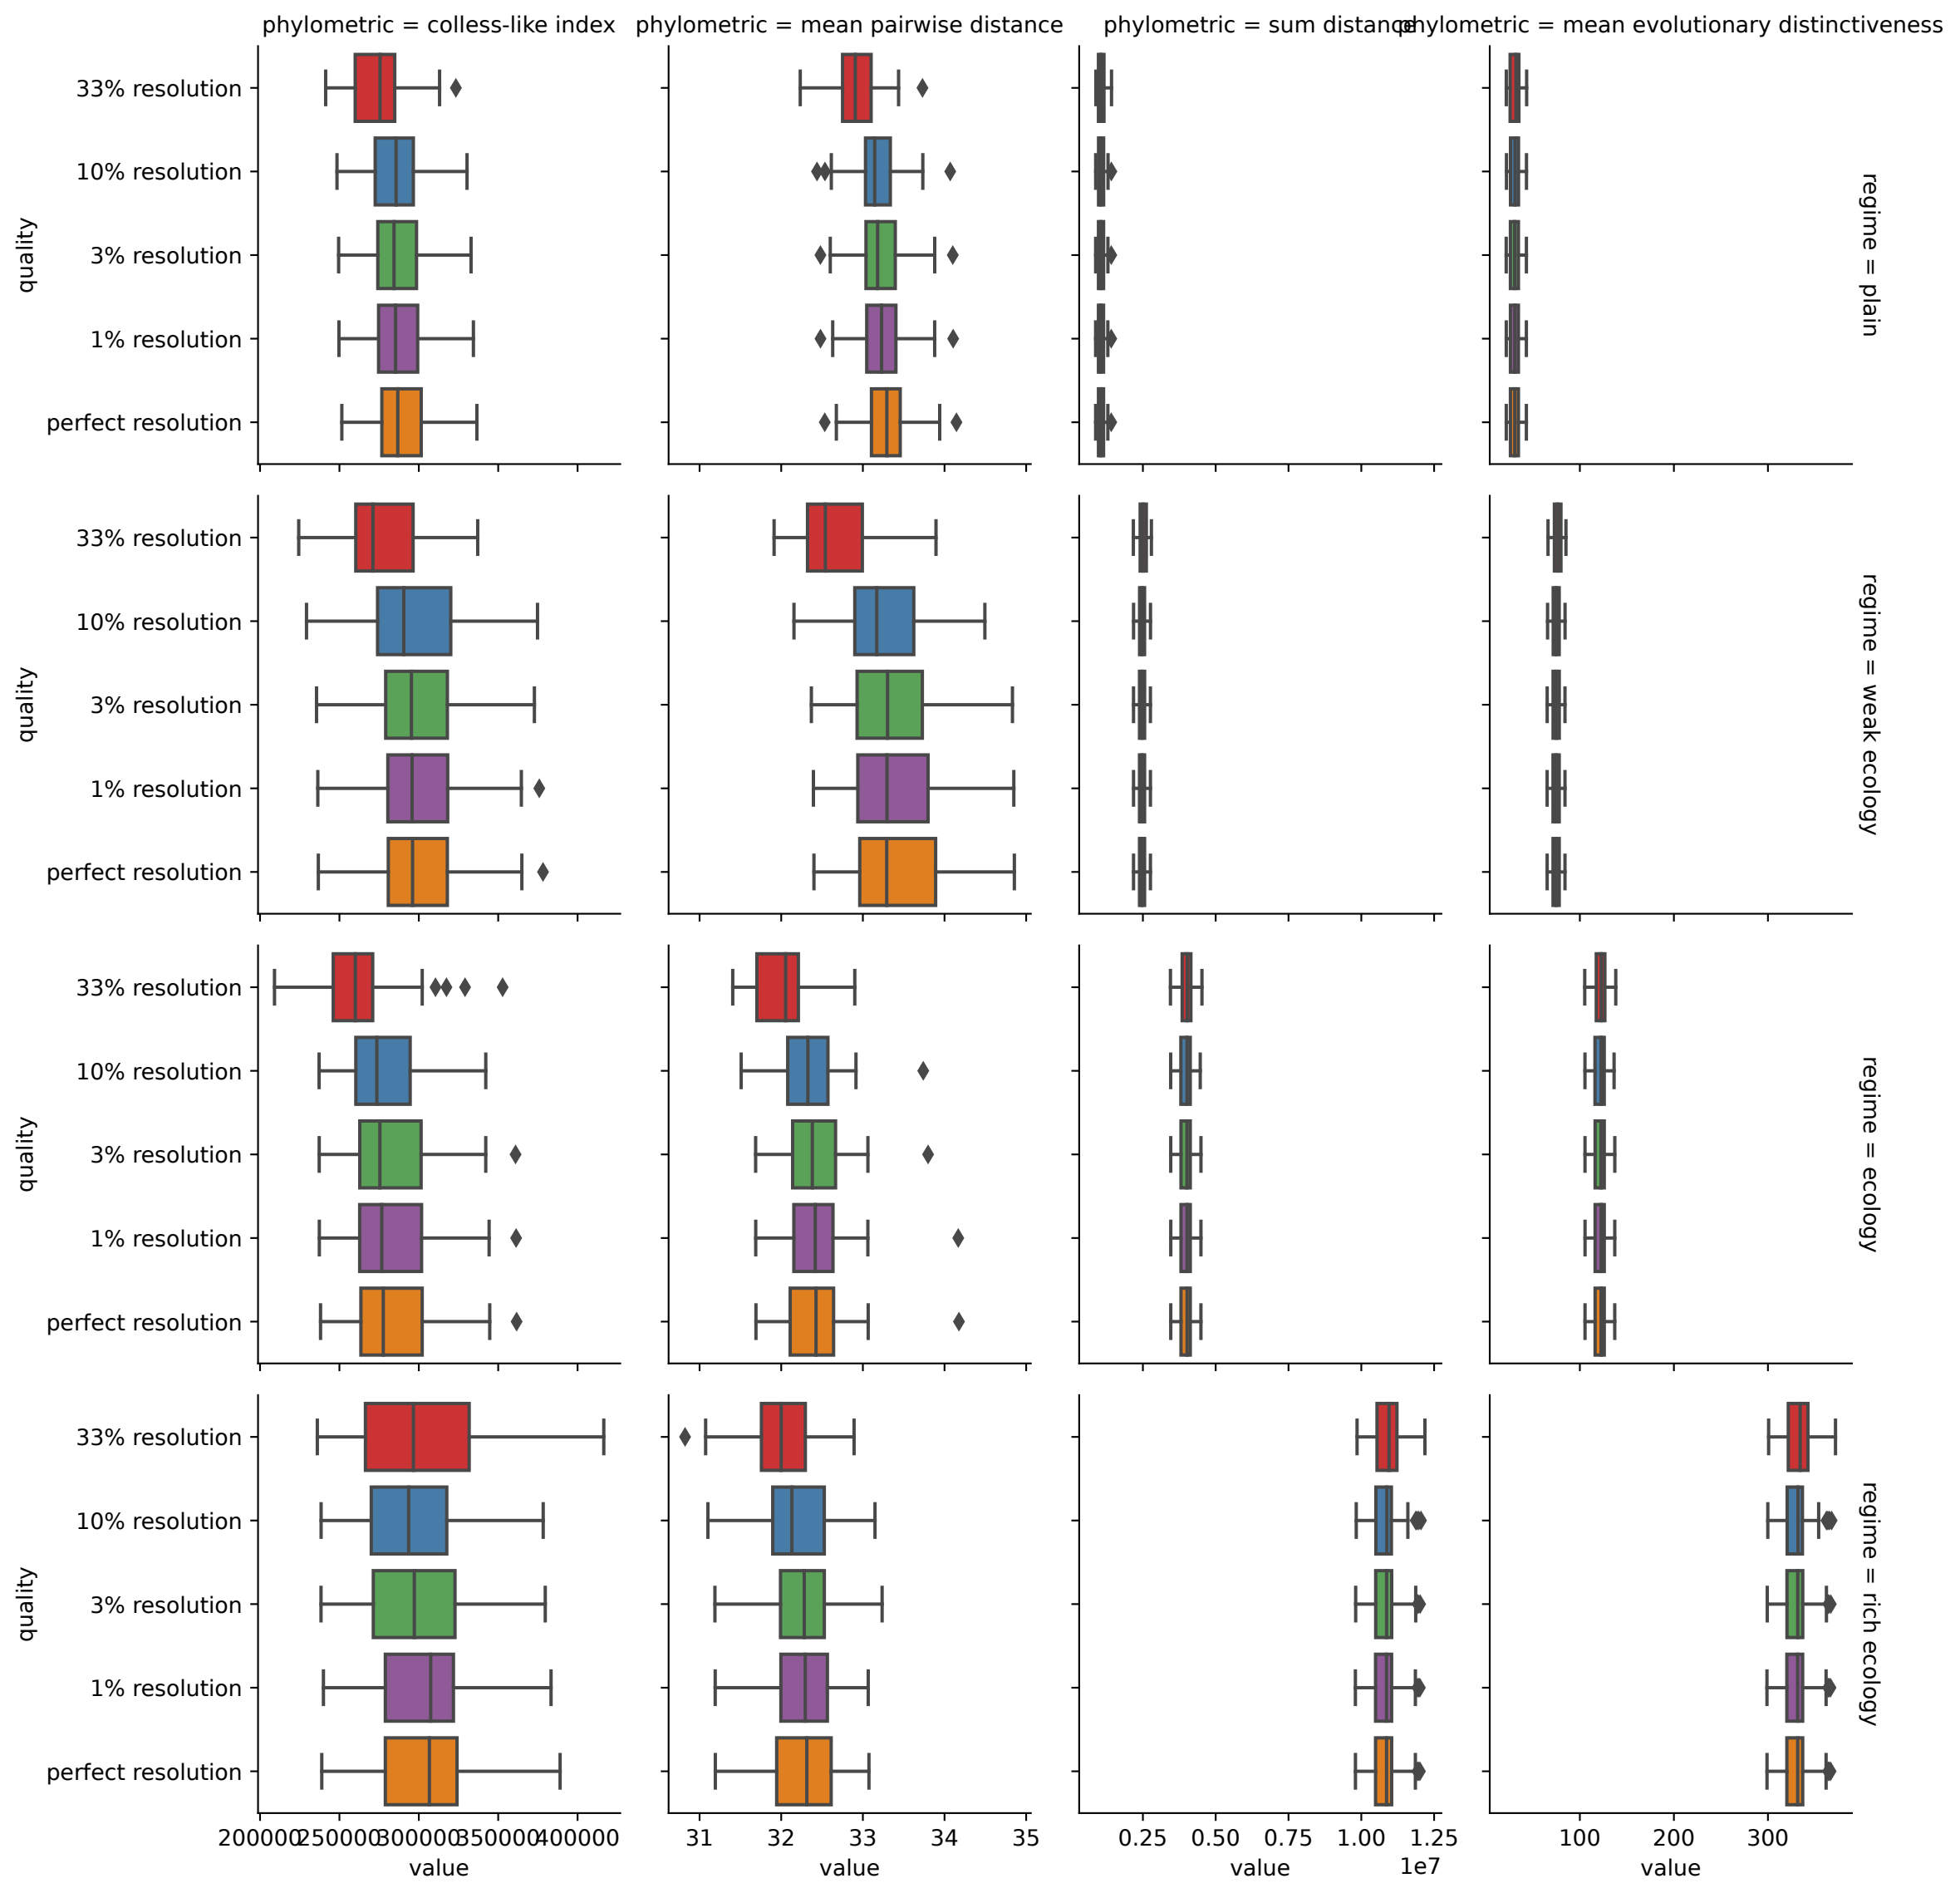 phylometric = colless-like index
phylometric = mean pairwise distance
phylometric = sum distance
phylometric = mean evolutionary distinctiveness
33% resolution
10% resolution
3% resolution
1% resolution
perfect resolution
quality
regime = plain
33% resolution
10% resolution
3% resolution
1% resolution
perfect resolution
quality
regime = weak ecology
33% resolution
10% resolution
3% resolution
1% resolution
perfect resolution
quality
regime = ecology
33% resolution
10% resolution
3% resolution
1% resolution
perfect resolution
quality
regime = rich ecology
200000 250000 300000 350000 400000
value
31 32 33 34 35
value
0.25 0.50 0.75 1.00 1.25
1e7
value
100 200 300
value